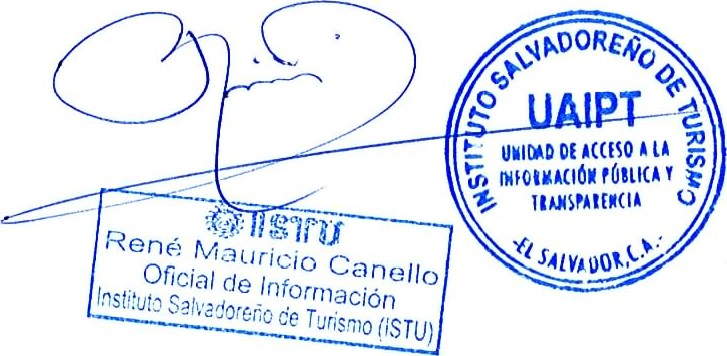 INSTITUTO SALVADOREÑO DE TURISMO
UAIPT
UNIDAD DE ACCESO A LA
INFORMACIÓN PÚBLICA Y
TRANSPARENCIA
-EL SALVADOR, C.A.-
ISTU
René Mauricio Canello
Oficial de Información
Instituto Salvadoreño de Turismo (ISTU)